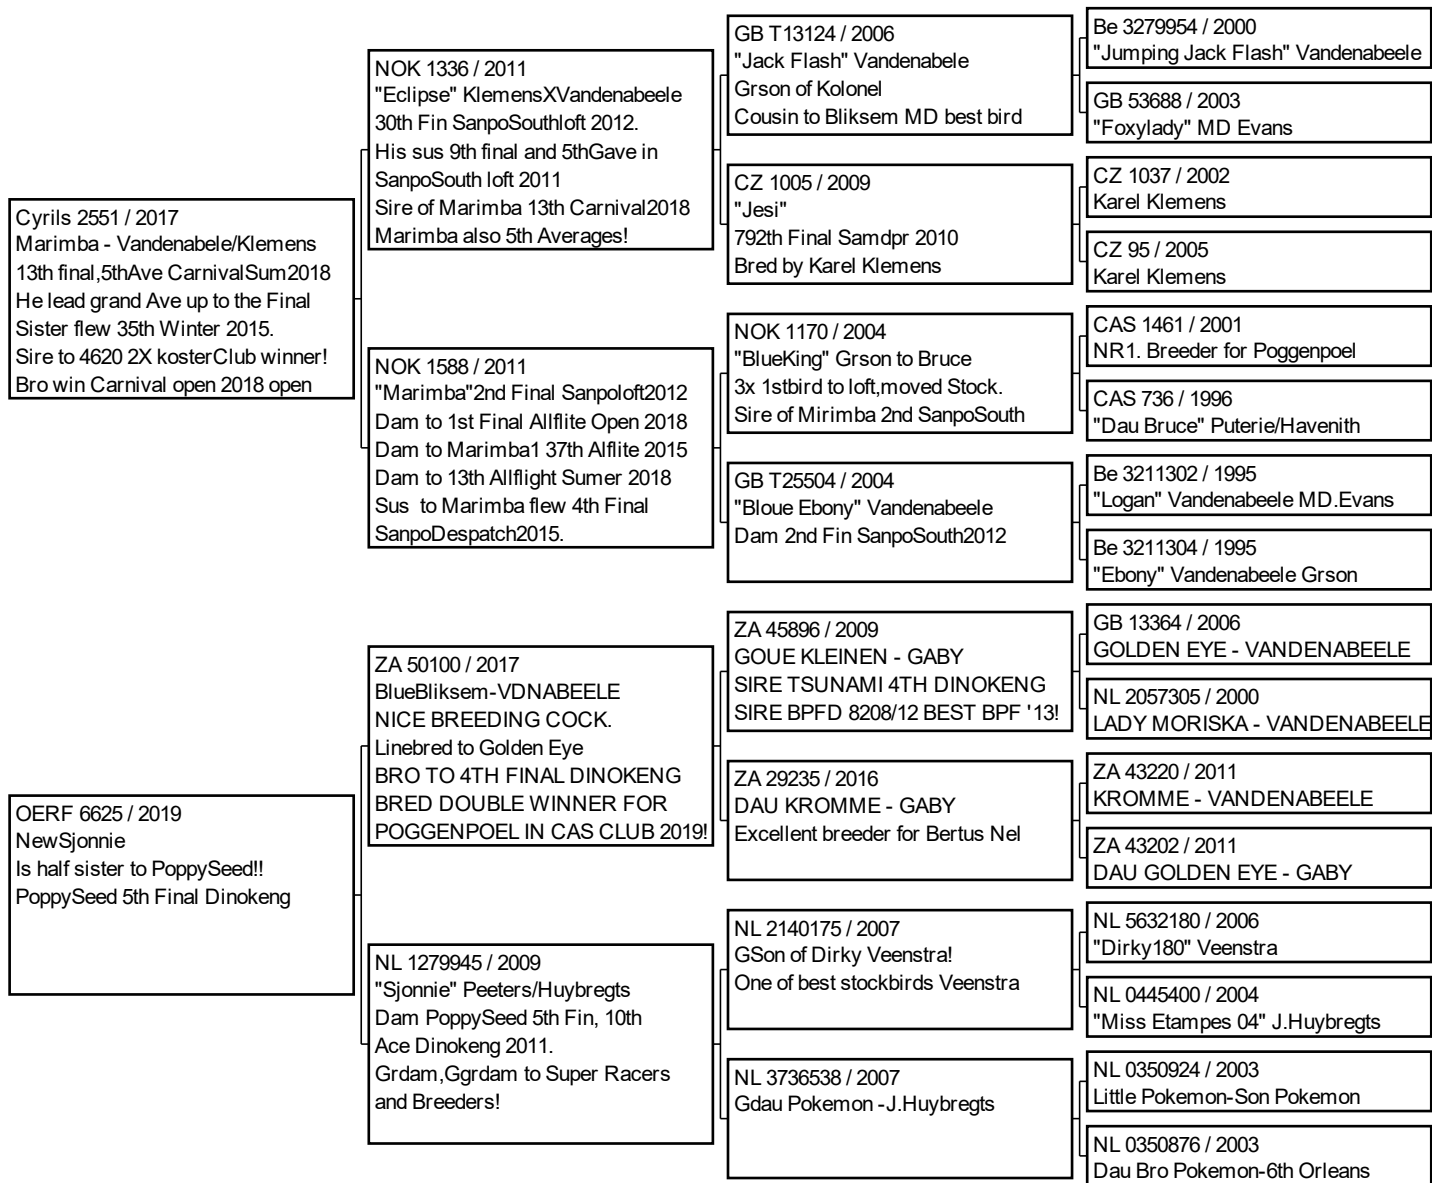 Cyrils 2551 / 2017
Marimba - Vandenabele/Klemens
13th final,5thAve CarnivalSum2018
He lead grand Ave up to the Final
Sister flew 35th Winter 2015.
Sire to 4620 2X kosterClub winner!
Bro win Carnival open 2018 open
OERF 6625 / 2019
NewSjonnie
Is half sister to PoppySeed!!
PoppySeed 5th Final Dinokeng
NOK 1336 / 2011
"Eclipse" KlemensXVandenabeele
30th Fin SanpoSouthloft 2012.
His sus 9th final and 5thGave in
SanpoSouth loft 2011
Sire of Marimba 13th Carnival2018
Marimba also 5th Averages!
NOK 1588 / 2011
"Marimba"2nd Final Sanpoloft2012
Dam to 1st Final Allflite Open 2018
Dam to Marimba1 37th Alflite 2015
Dam to 13th Allflight Sumer 2018
Sus  to Marimba flew 4th Final
SanpoDespatch2015.
ZA 50100 / 2017
BlueBliksem-VDNABEELE
NICE BREEDING COCK.
Linebred to Golden Eye
BRO TO 4TH FINAL DINOKENG
BRED DOUBLE WINNER FOR
POGGENPOEL IN CAS CLUB 2019!
NL 1279945 / 2009
"Sjonnie" Peeters/Huybregts
Dam PoppySeed 5th Fin, 10th
Ace Dinokeng 2011.
Grdam,Ggrdam to Super Racers
and Breeders!
GB T13124 / 2006
"Jack Flash" Vandenabele
Grson of Kolonel
Cousin to Bliksem MD best bird
CZ 1005 / 2009
"Jesi"
792th Final Samdpr 2010
Bred by Karel Klemens
NOK 1170 / 2004
"BlueKing" Grson to Bruce
3x 1stbird to loft,moved Stock.
Sire of Mirimba 2nd SanpoSouth
GB T25504 / 2004
"Bloue Ebony" Vandenabeele
Dam 2nd Fin SanpoSouth2012
ZA 45896 / 2009
GOUE KLEINEN - GABY
SIRE TSUNAMI 4TH DINOKENG
SIRE BPFD 8208/12 BEST BPF '13!
ZA 29235 / 2016
DAU KROMME - GABY
Excellent breeder for Bertus Nel
NL 2140175 / 2007
GSon of Dirky Veenstra!
One of best stockbirds Veenstra
NL 3736538 / 2007
Gdau Pokemon -J.Huybregts
Be 3279954 / 2000
"Jumping Jack Flash" Vandenabeele
GB 53688 / 2003
"Foxylady" MD Evans
CZ 1037 / 2002
Karel Klemens
CZ 95 / 2005
Karel Klemens
CAS 1461 / 2001
NR1. Breeder for Poggenpoel
CAS 736 / 1996
"Dau Bruce" Puterie/Havenith
Be 3211302 / 1995
"Logan" Vandenabeele MD.Evans
Be 3211304 / 1995
"Ebony" Vandenabeele Grson
GB 13364 / 2006
GOLDEN EYE - VANDENABEELE
NL 2057305 / 2000
LADY MORISKA - VANDENABEELE
ZA 43220 / 2011
KROMME - VANDENABEELE
ZA 43202 / 2011
DAU GOLDEN EYE - GABY
NL 5632180 / 2006
"Dirky180" Veenstra
NL 0445400 / 2004
"Miss Etampes 04" J.Huybregts
NL 0350924 / 2003
Little Pokemon-Son Pokemon
NL 0350876 / 2003
Dau Bro Pokemon-6th Orleans